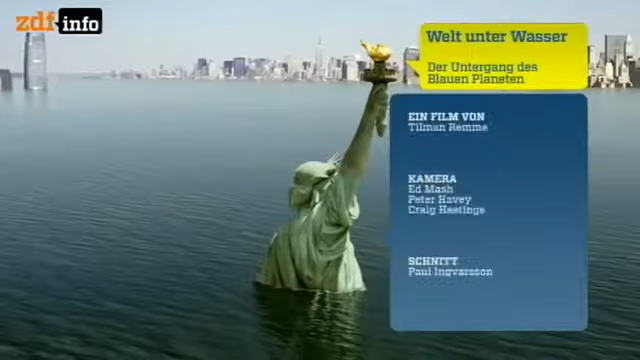 zdf.info
Welt unter Wasser
Der Untergang des
Blauen Planeten
EIN FILM VON
Tilman Remme
KAMERA
Ed Mash
Peter Havey
Craig Hastings
SCHNITT
Paul Ingvarsson